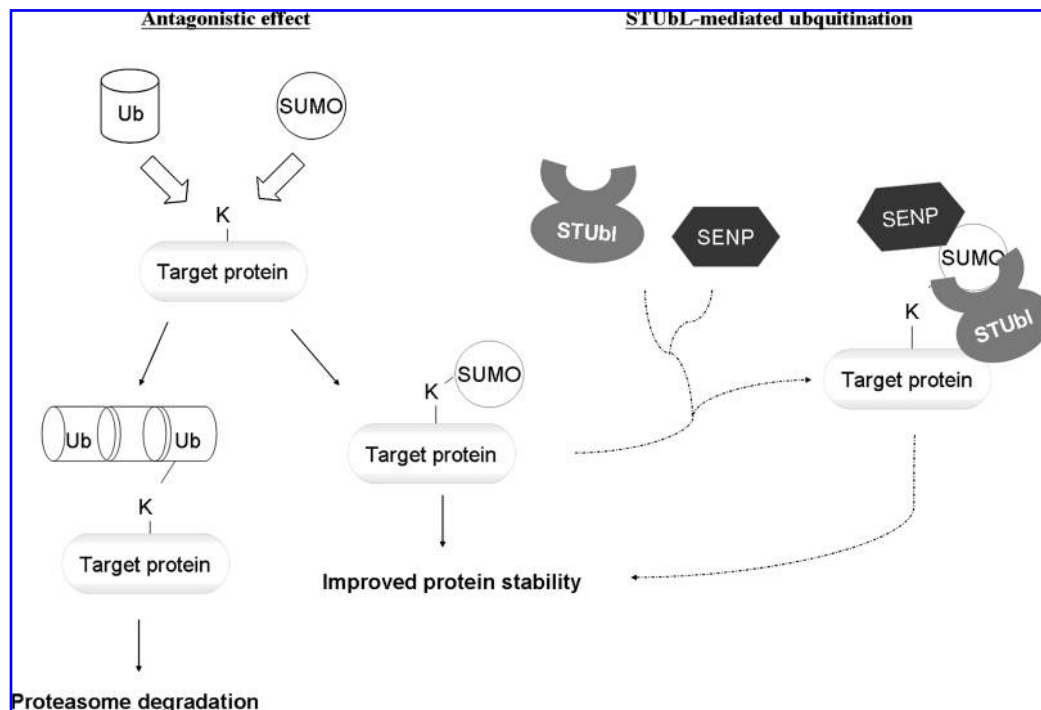 Antagonistic effect
STUbL-mediated ubquitination
Ub
SUMO
K
Target protein
STUbl
SENP
SENP
SUMO
STUbl
K
Target protein
SUMO
K
Target protein
Ub
Ub
K
Target protein
Improved protein stability
Proteasome degradation